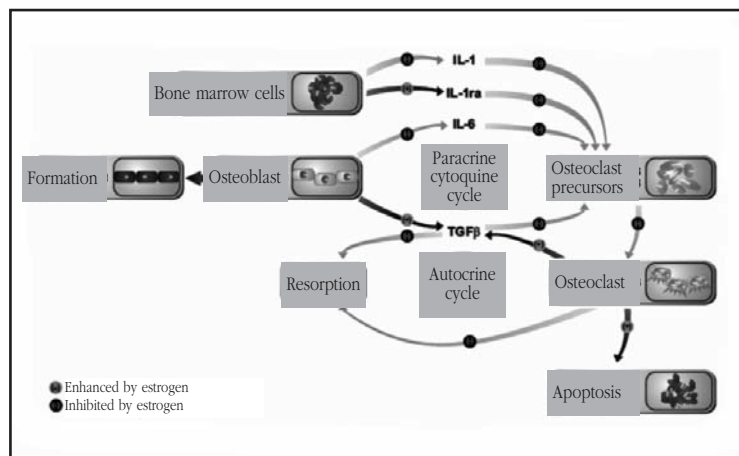 IL-1
Bone marrow cells
IL-1ra
IL-6
Formation
Osteoblast
Paracrine
cytoquine
cycle
Osteoclast
precursors
TGFβ
Resorption
Autocrine
cycle
Osteoclast
Enhanced by estrogen
Inhibited by estrogen
Apoptosis